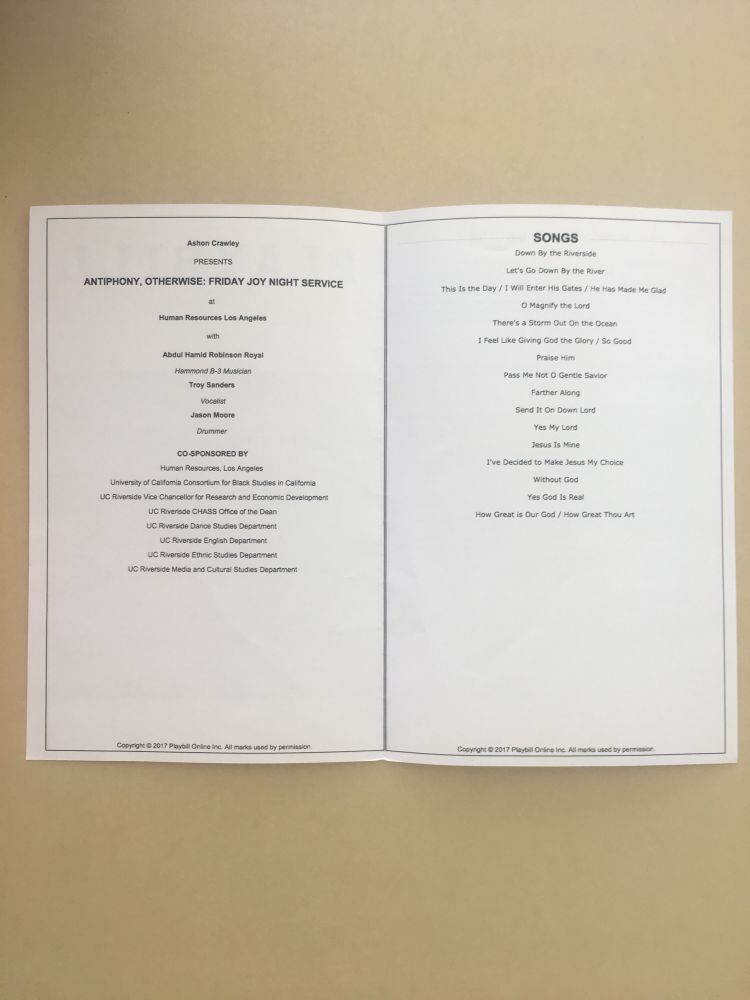 Ashon Crawley
PRESENTS
ANTIPHONY, OTHERWISE: FRIDAY JOY NIGHT SERVICE
at
Human Resources Los Angeles
with
Abdul Hamid Robinson Royal
Hammond B-3 Musician
Troy Sanders
Vocalist
Jason Moore
Drummer
CO-SPONSORED BY
Human Resources, Los Angeles
University of California Consortium for Black Studies in California
UC Riverside Vice Chancellor for Research and Economic Development
UC Riverisde CHASS Office of the Dean
UC Riverside Dance Studies Department
UC Riverside English Department
UC Riverside Ethnic Studies Department
UC Riverside Media and Cultural Studies Department
Copyright © 2017 Playbill Online Inc. All marks used by permission.
SONGS
Down By the Riverside
Let's Go Down By the River
This Is the Day / I Will Enter His Gates / He Has Made Me Glad
O Magnify the Lord
There's a Storm Out On the Ocean
I Feel Like Giving God the Glory / So Good
Praise Him
Pass Me Not O Gentle Savior
Farther Along
Send It On Down Lord
Yes My Lord
Jesus Is Mine
I've Decided to Make Jesus My Choice
Without God
Yes God Is Real
How Great is Our God / How Great Thou Art
Copyright © 2017 Playbill Online Inc. All marks used by permission.